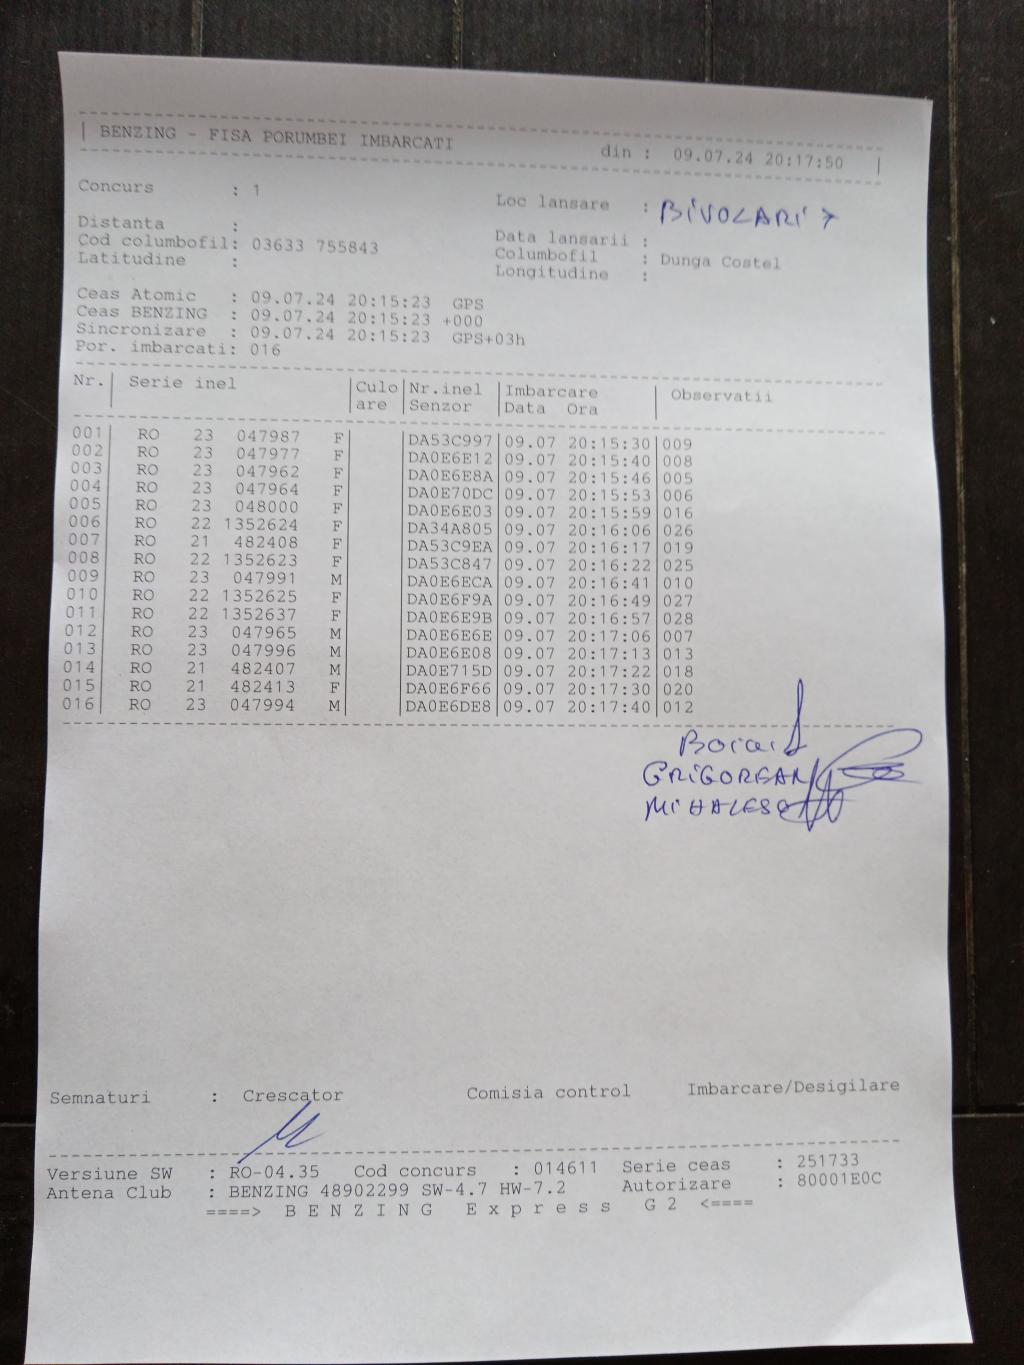 BENZING - FISA PORUMBEI IMBARCATI din : 09.07.24 20:17:50
Concurs : 1 Loc lansare : BIVOLARI 7
Distanta : Data lansarii :
Cod columbofil: 03633 755843 Columbofil : Dunga Costel
Latitudine : Longitudine :
Ceas Atomic : 09.07.24 20:15:23 GPS
Ceas BENZING : 09.07.24 20:15:23 +000
Sincronizare : 09.07.24 20:15:23 GPS+03h
Por. imbarcati: 016
Nr. Serie inel Culo Nr.inel Imbarcare Observatii
are Senzor Data Ora
001 RO 23 047987 F DA53C997 09.07 20:15:30 009
002 RO 23 047977 F DA0E6E12 09.07 20:15:40 008
003 RO 23 047962 F DA0E6E8A 09.07 20:15:46 005
004 RO 23 047964 F DA0E70DC 09.07 20:15:53 006
005 RO 23 048000 F DA0E6E03 09.07 20:15:59 016
006 RO 22 1352624 F DA34A805 09.07 20:16:06 026
007 RO 21 482408 F DA53C9EA 09.07 20:16:17 019
008 RO 22 1352623 F DA53C847 09.07 20:16:22 025
009 RO 23 047991 M DA0E6ECA 09.07 20:16:41 010
010 RO 22 1352625 F DA0E6F9A 09.07 20:16:49 027
011 RO 22 1352637 F DA0E6E9B 09.07 20:16:57 028
012 RO 23 047965 M DA0E6E6E 09.07 20:17:06 007
013 RO 23 047996 M DA0E6E08 09.07 20:17:13 013
014 RO 21 482407 M DA0E715D 09.07 20:17:22 018
015 RO 21 482413 F DA0E6F66 09.07 20:17:30 020
016 RO 23 047994 M DA0E6DE8 09.07 20:17:40 012
GRIGOREAN
Semnaturi : Crescator Comisia control Imbarcare/Desigilare
Versiune SW : RO-04.35 Cod concurs : 014611 Serie ceas : 251733
Antena Club : BENZING 48902299 SW-4.7 HW-7.2 Autorizare : 80001E0C
====> B E N Z I N G E x p r e s s G 2 <====